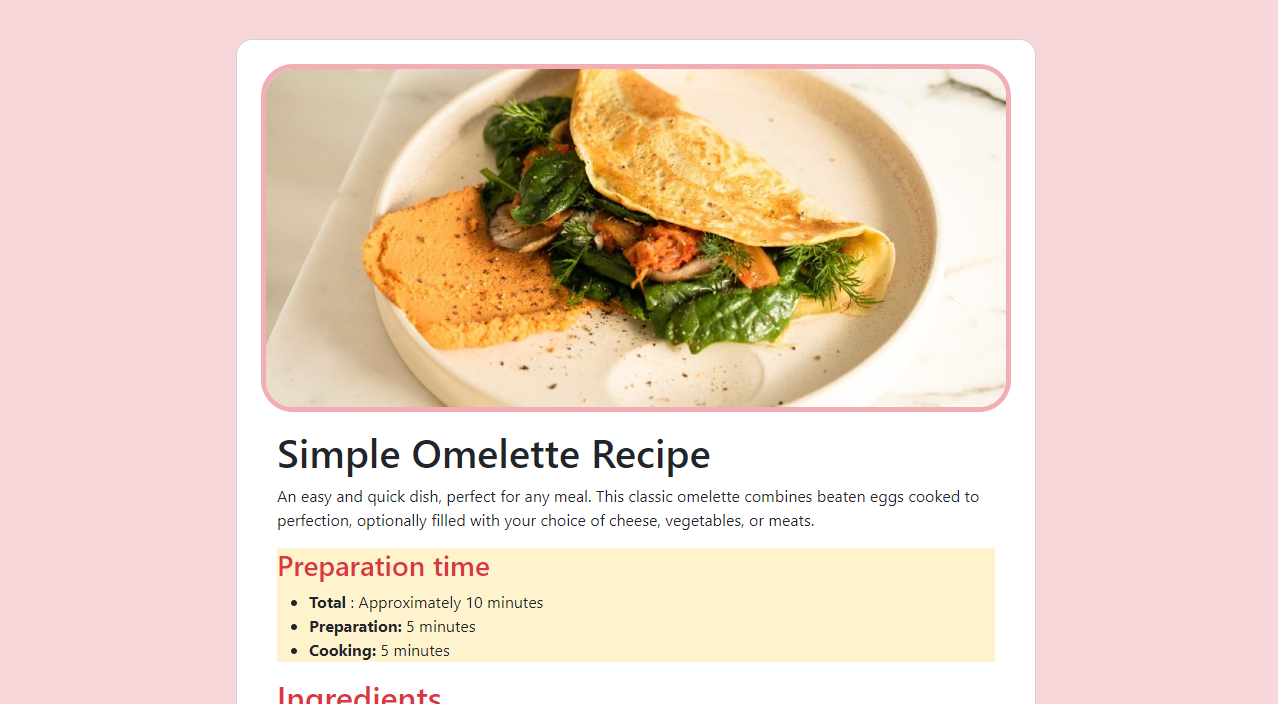 Simple Omelette Recipe
An easy and quick dish, perfect for any meal. This classic omelette combines beaten eggs cooked to
perfection, optionally filled with your choice of cheese, vegetables, or meats.
Preparation time
Total : Approximately 10 minutes
Preparation: 5 minutes
Cooking: 5 minutes
Ingredients